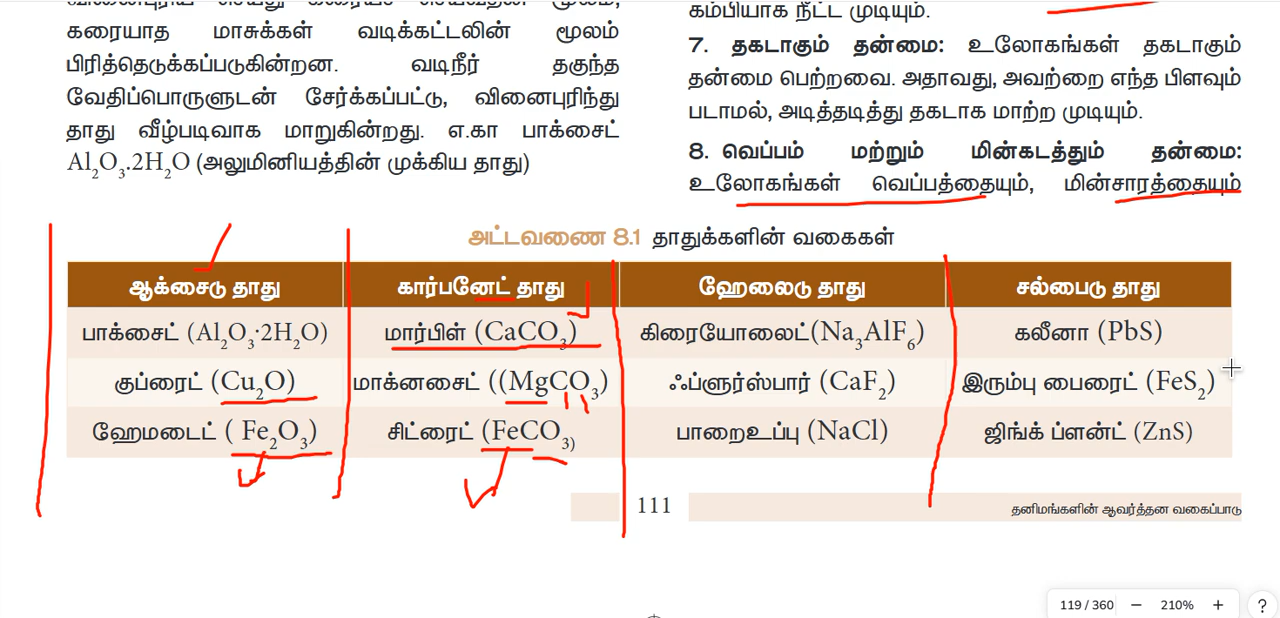 கரையாத மாசுக்கள் வடிக்கட்டலின் மூலம்
பிரித்தெடுக்கப்படுகின்றன. வடிநீர் தகுந்த
வேதிப்பொருளுடன் சேர்க்கப்பட்டு, வினைபுரிந்து
தாது வீழ்படிவாக மாறுகின்றது. எ.கா பாக்சைட்
Al₂O₃.2H₂O (அலுமினியத்தின் முக்கிய தாது)
கம்பியாக நீட்ட முடியும்.
7. தகடாகும் தன்மை: உலோகங்கள் தகடாகும்
தன்மை பெற்றவை. அதாவது, அவற்றை எந்த பிளவும்
படாமல், அடித்தடித்து தகடாக மாற்ற முடியும்.
8. வெப்பம் மற்றும் மின்கடத்தும் தன்மை:
உலோகங்கள் வெப்பத்தையும், மின்சாரத்தையும்
அட்டவணை 8.1 தாதுக்களின் வகைகள்
ஆக்சைடு தாது கார்பனேட் தாது ஹேலைடு தாது சல்பைடு தாது
பாக்சைட் (Al₂O₃·2H₂O) மார்பிள் (CaCO₃) கிரையோலைட்(Na₃AlF₆) கலீனா (PbS)
குப்ரைட் (Cu₂O) மாக்னசைட் ((MgCO₃) ஃப்ளுர்ஸ்பார் (CaF₂) இரும்பு பைரைட் (FeS₂)
ஹேமடைட் ( Fe₂O₃) சிட்ரைட் (FeCO₃) பாறைஉப்பு (NaCl) ஜிங்க் ப்ளன்ட் (ZnS)
111
தனிமங்களின் ஆவர்த்தன வகைப்பாடு
119 / 360 − 210% + ?